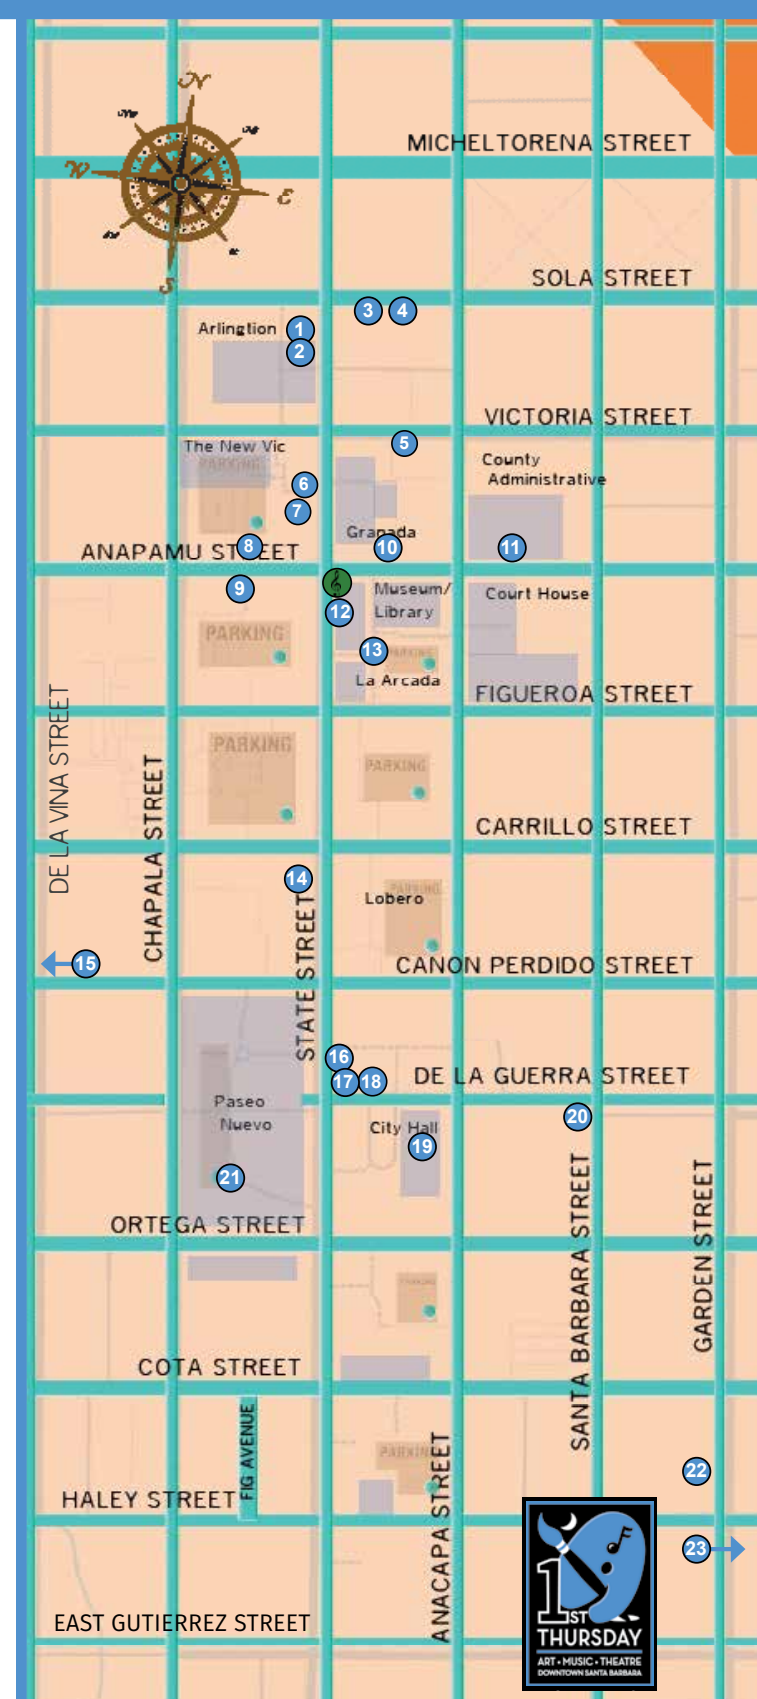 N
W
E
S
MICHELTORENA STREET
SOLA STREET
3 4
Arlingtion 1
2
VICTORIA STREET
The New Vic
5
PARKING
County
Administrative
6
7
Granada
ANAPAMU STREET
8
10
11
9
Museum/
Library
Court House
12
PARKING
13
PARKING
La Arcada
FIGUEROA STREET
DE LA VINA STREET
PARKING
CHAPALA STREET
PARKING
CARRILLO STREET
14
PARKING
Lobero
STATE STREET
15
CANON PERDIDO STREET
16
17 18
DE LA GUERRA STREET
Paseo
Nuevo
City Hall
20
19
21
SANTA BARBARA STREET
GARDEN STREET
ORTEGA STREET
PARKING
COTA STREET
FIG AVENUE
ANACAPA STREET
PARKING
22
HALEY STREET
23
1ST
THURSDAY
ART • MUSIC • THEATRE
DOWNTOWN SANTA BARBARA
EAST GUTIERREZ STREET